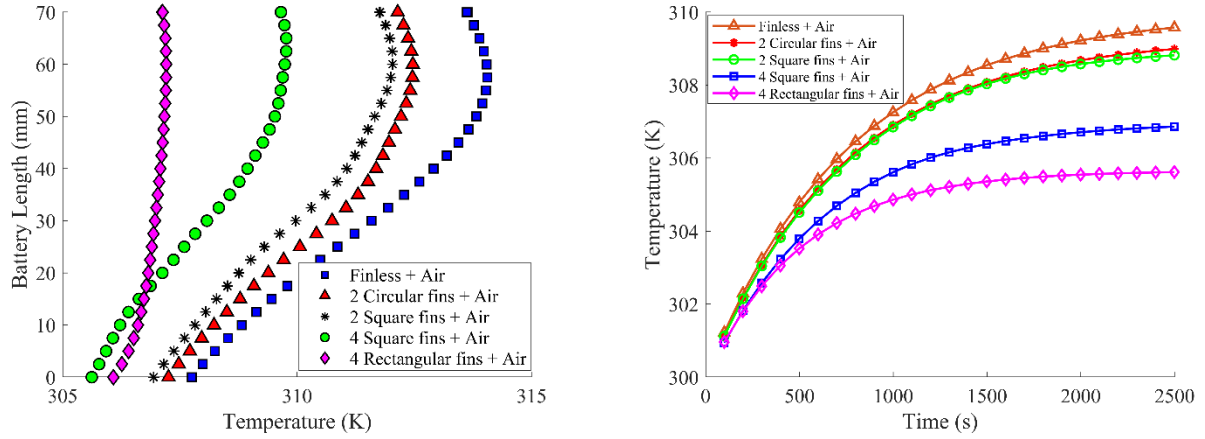 Battery Length (mm)
70
60
50
40
30
20
10
0
305
310
315
Temperature (K)
Finless + Air
2 Circular fins + Air
2 Square fins + Air
4 Square fins + Air
4 Rectangular fins + Air
Temperature (K)
310
308
306
304
302
300
0
500
1000
1500
2000
2500
Time (s)
Finless + Air
2 Circular fins + Air
2 Square fins + Air
4 Square fins + Air
4 Rectangular fins + Air